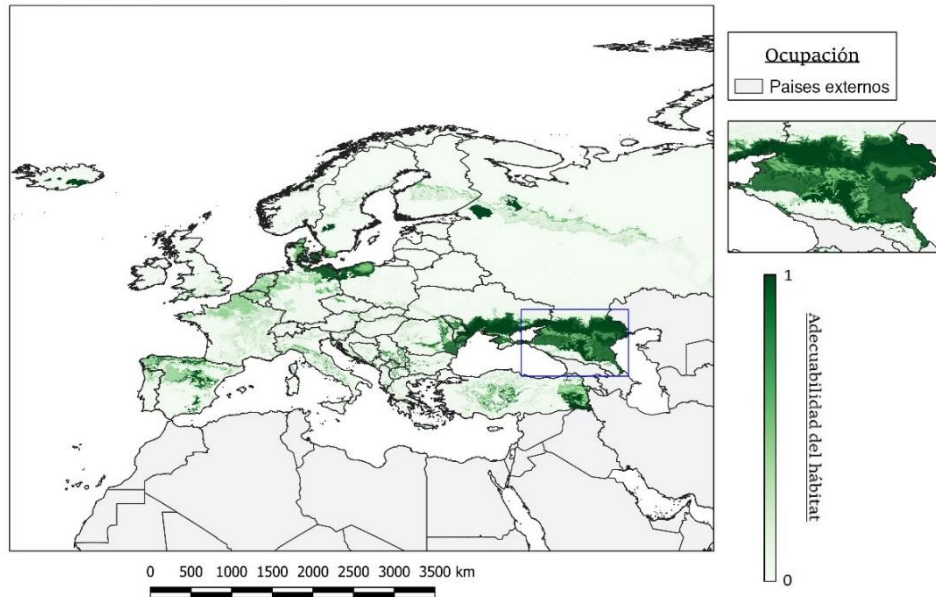 Ocupación
Paises externos
1
Adecuabilidad del hábitat
0
0 500 1000 1500 2000 2500 3000 3500 km